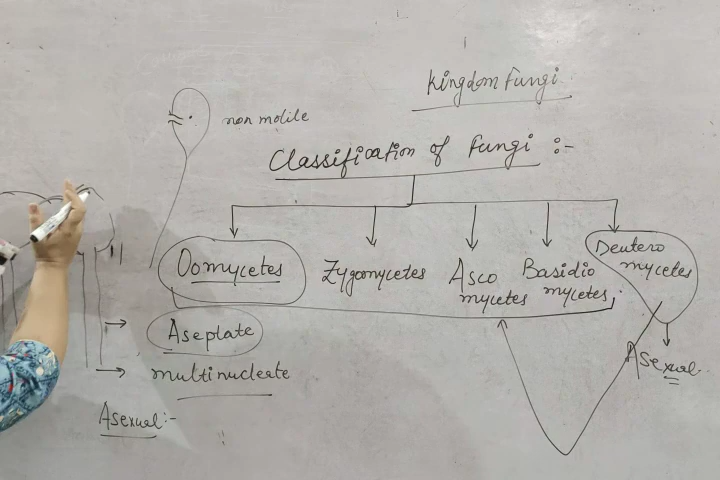 Kingdom Fungi
non motile
Classification of Fungi :-
Oomycetes
Zygomycetes
Asco
mycetes
Basidio
mycetes
Deutero
mycetes
Aseptate
multinucleate
Asexual
Asexual:-